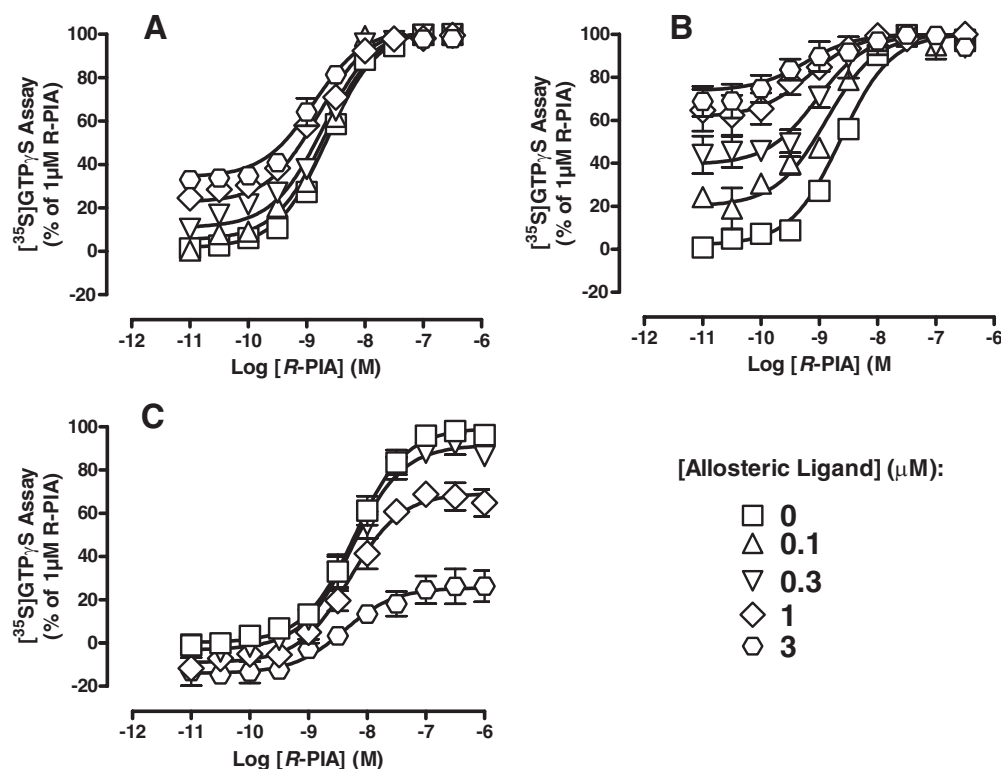 A
[³⁵S]GTPγS Assay
(% of 1μM R-PIA)
100
80
60
40
20
0
-20
-12 -11 -10 -9 -8 -7 -6
Log [R-PIA] (M)
B
[³⁵S]GTPγS Assay
(% of 1μM R-PIA)
100
80
60
40
20
0
-20
-12 -11 -10 -9 -8 -7 -6
Log [R-PIA] (M
C
[³⁵S]GTPγS Assay
(% of 1μM R-PIA)
100
80
60
40
20
0
-20
-12 -11 -10 -9 -8 -7 -6
Log [R-PIA] (M)
[Allosteric Ligand] (μM):
0
0.1
0.3
1
3